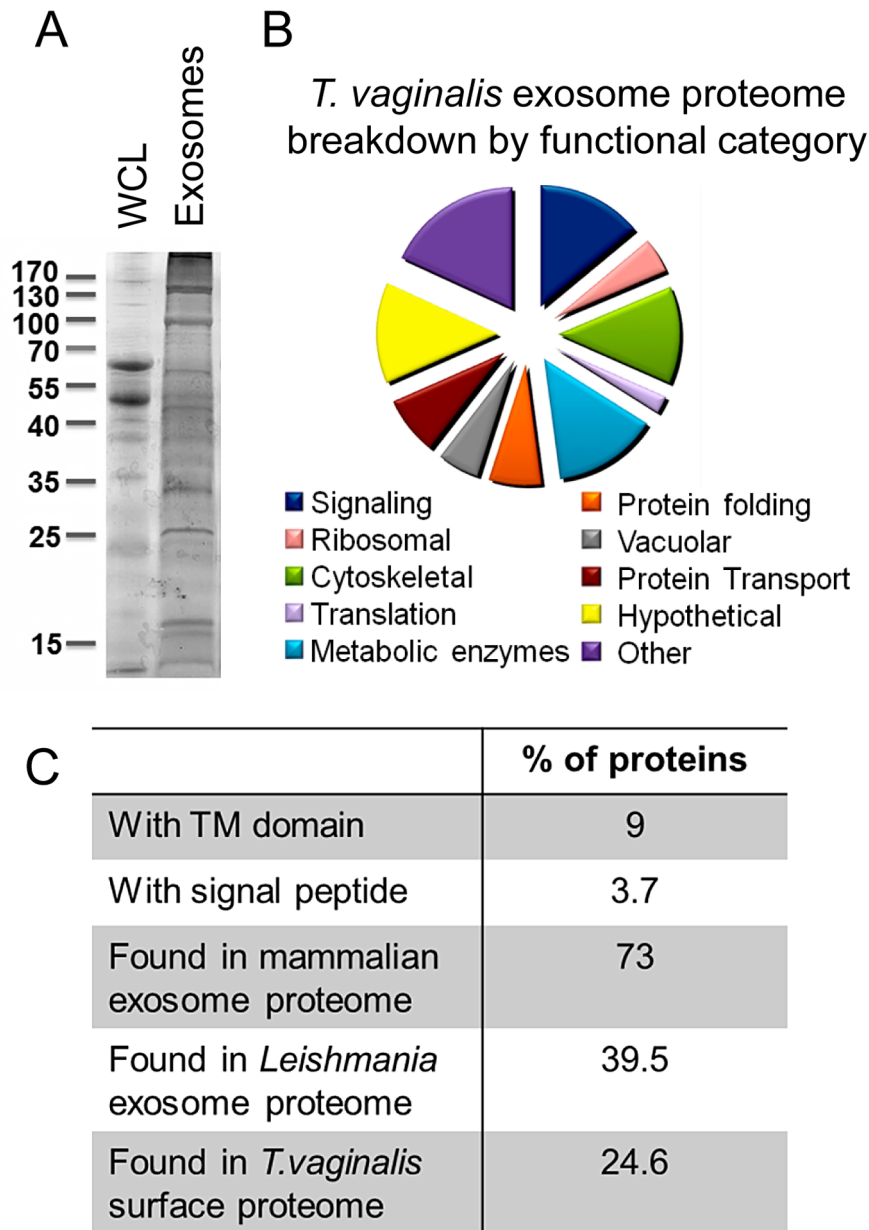 A
WCL
Exosomes
170
130
100
70
55
40
35
25
15
B
T. vaginalis exosome proteome
breakdown by functional category
Signaling
Ribosomal
Cytoskeletal
Translation
Metabolic enzymes
Protein folding
Vacuolar
Protein Transport
Hypothetical
Other
C
% of proteins
With TM domain 9
With signal peptide 3.7
Found in mammalian 73
exosome proteome
Found in Leishmania 39.5
exosome proteome
Found in T.vaginalis 24.6
surface proteome